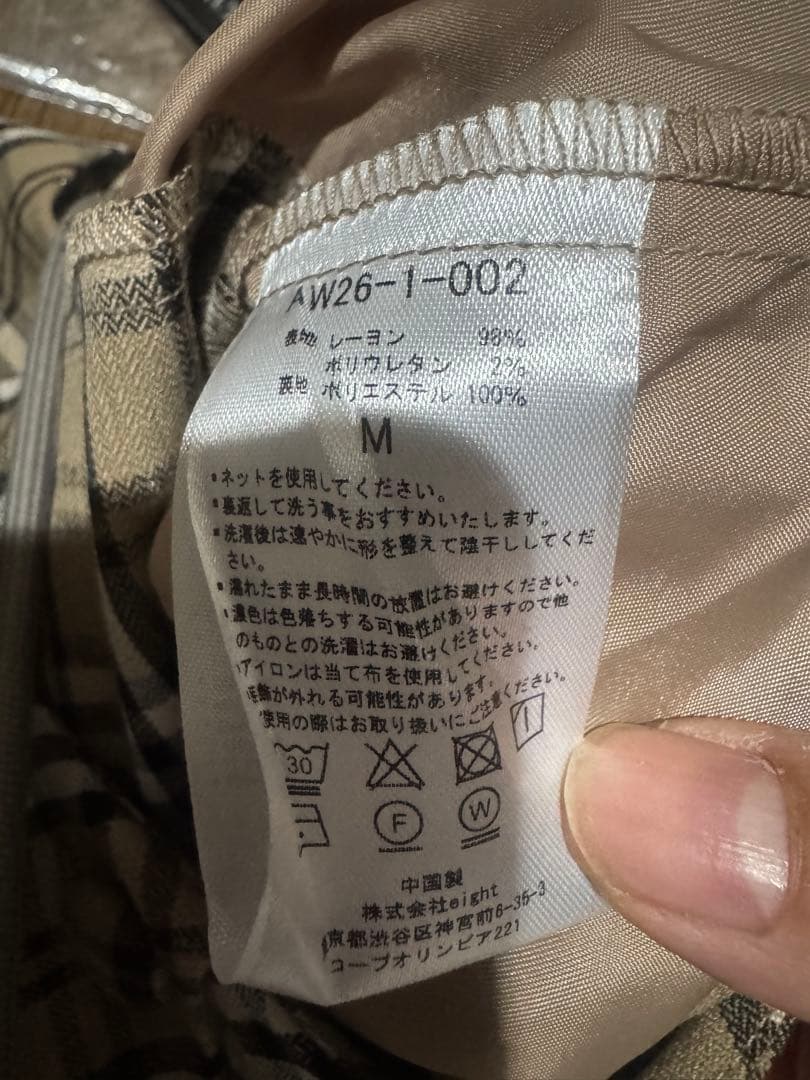 AW26-1-002
表地 レーヨン 98%
ポリウレタン 2%
裏地 ポリエステル 100%
M
・ネットを使用してください。
・裏返して洗う事をおすすめいたします。
・洗濯後は速やかに形を整えて陰干ししてくだ
さい。
・濡れたまま長時間の放置はお避けください。
・濃色は色落ちする可能性がありますので他
のものとの洗濯はお避けください。
・アイロンは当て布を使用してください。
飾が外れる可能性があります。
使用の際はお取り扱いにご注意ください。
30
F
W
中国製
株式会社eight
京都渋谷区神宮前6-35-3
コープオリンピア221